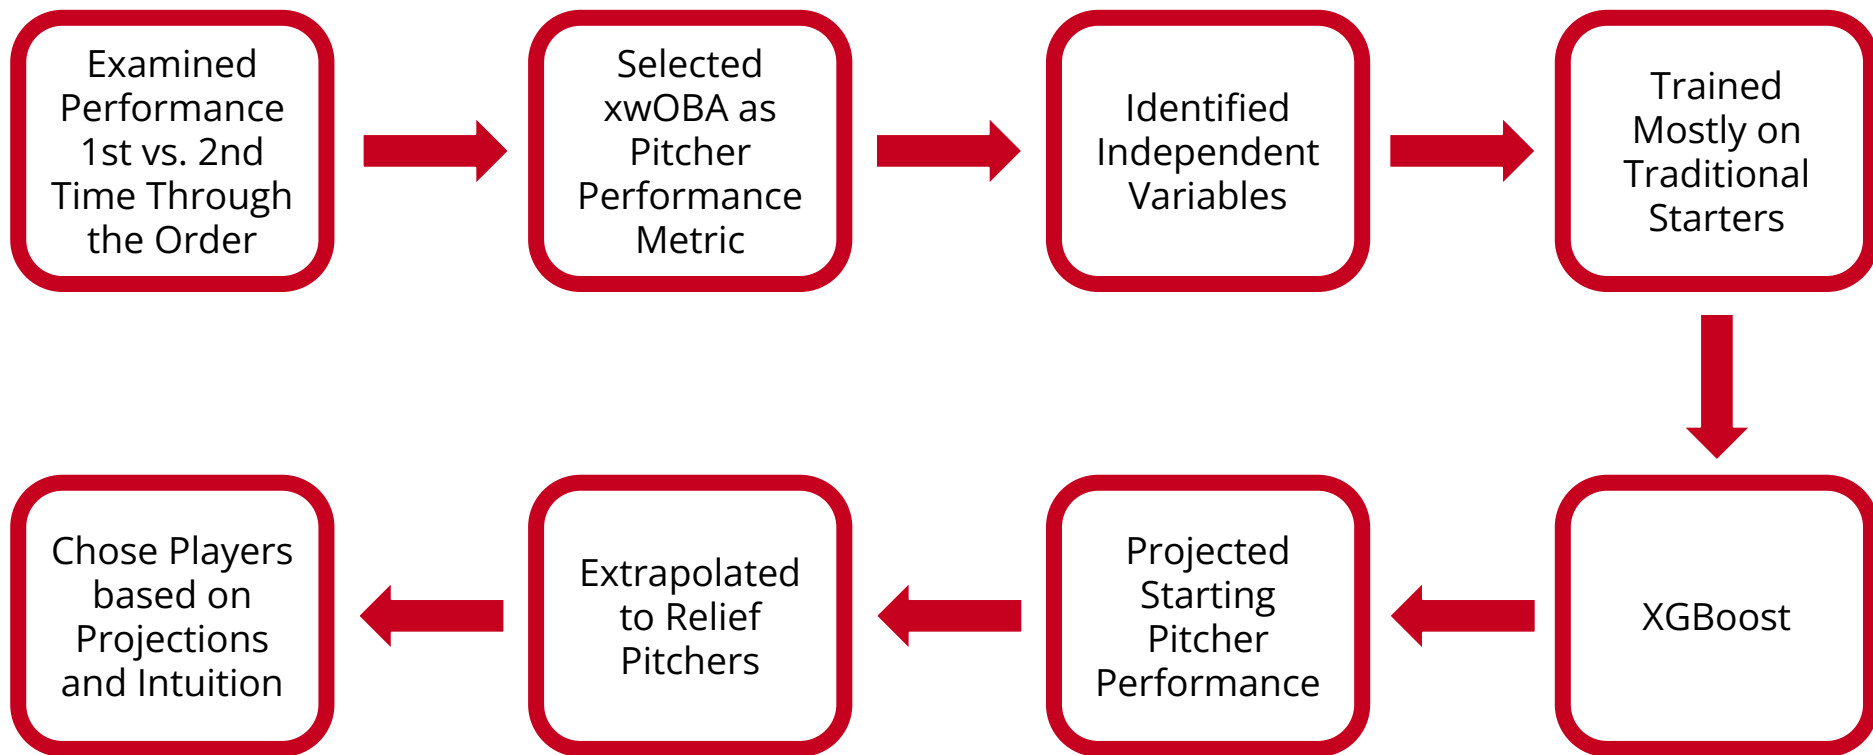 Examined
Performance
1st vs. 2nd
Time Through
the Order
Selected
xwOBA as
Pitcher
Performance
Metric
Identified
Independent
Variables
Trained
Mostly on
Traditional
Starters
XGBoost
Projected
Starting
Pitcher
Performance
Extrapolated
to Relief
Pitchers
Chose Players
based on
Projections
and Intuition